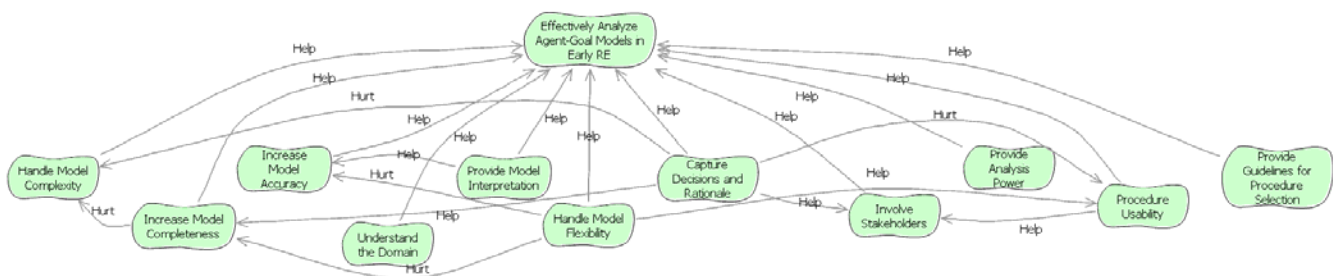 Effectively Analyze
Agent-Goal Models in
Early RE
Help
Help
Help
Hurt
Help
Help
Help
Help
Help
Help
Help
Help
Hurt
Handle Model
Complexity
Increase
Model
Accuracy
Help
Hurt
Provide Model
Interpretation
Capture
Decisions and
Rationale
Provide
Analysis
Power
Help
Provide
Guidelines for
Procedure
Selection
Hurt
Increase Model
Completeness
Help
Understand
the Domain
Handle Model
Flexibility
Help
Involve
Stakeholders
Help
Procedure
Usability
Hurt